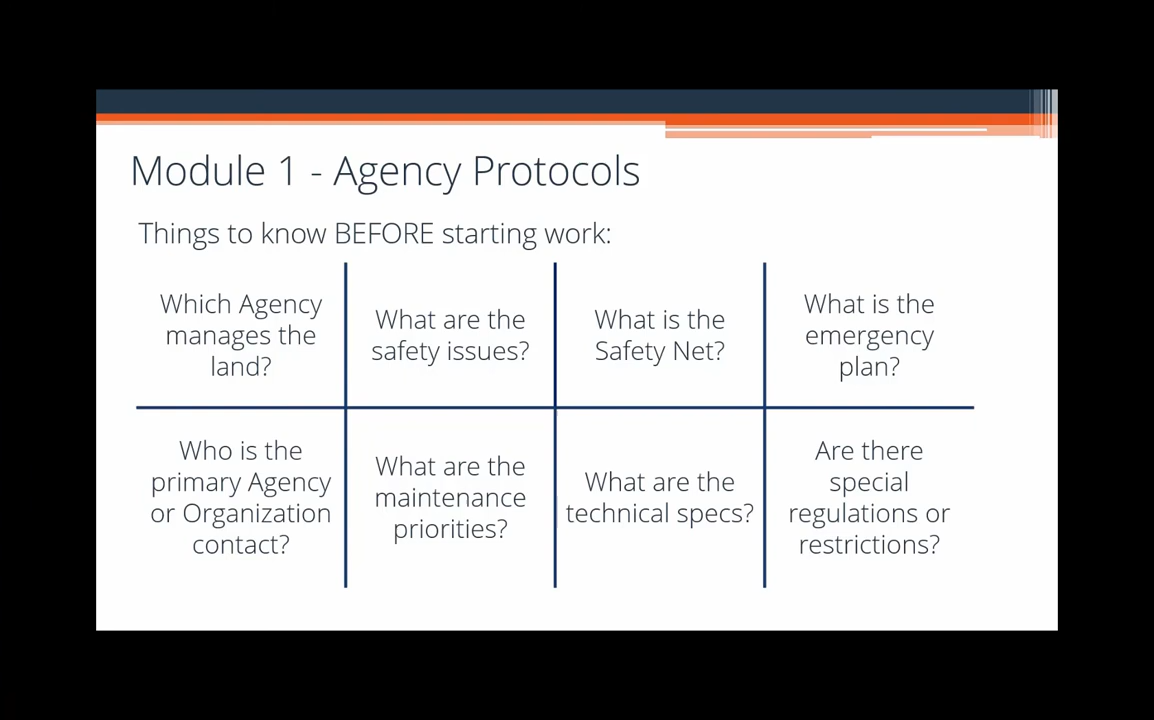 Module 1 - Agency Protocols
Things to know BEFORE starting work:
Which Agency
manages the
land?
What are the
safety issues?
What is the
Safety Net?
What is the
emergency
plan?
Who is the
primary Agency
or Organization
contact?
What are the
maintenance
priorities?
What are the
technical specs?
Are there
special
regulations or
restrictions?